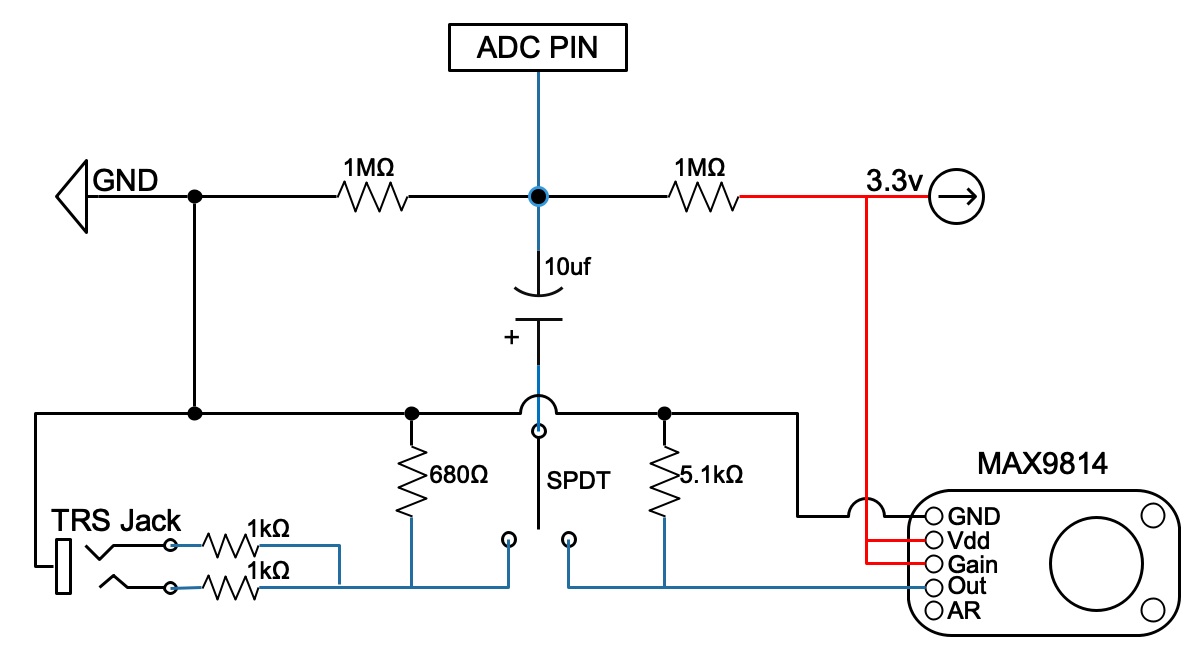 ADC PIN
1MΩ
1MΩ
GND
3.3v
10uf
+
MAX9814
680Ω
SPDT
5.1kΩ
TRS Jack
1kΩ
GND
Vdd
1kΩ
Gain
Out
AR